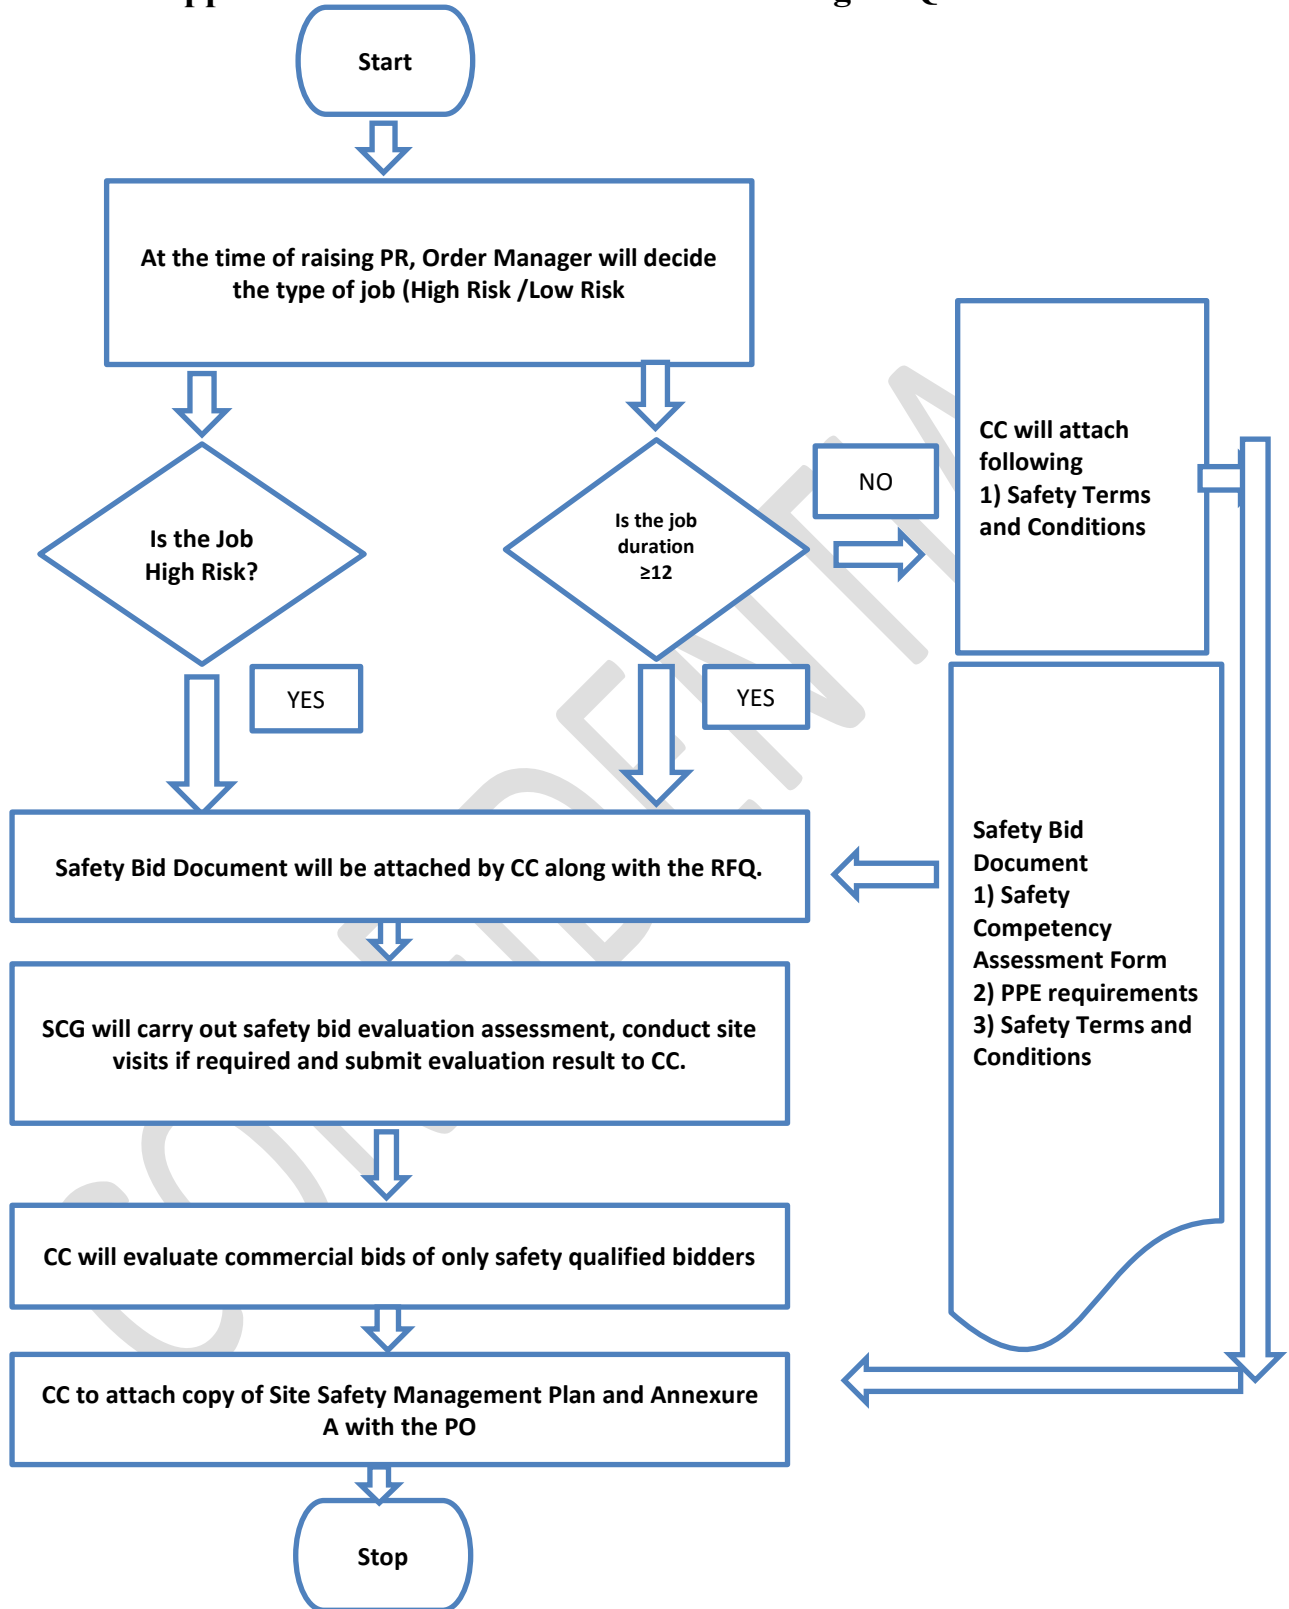 Start
At the time of raising PR, Order Manager will decide
the type of job (High Risk /Low Risk
CC will attach
following
1) Safety Terms
and Conditions
NO
Is the Job
High Risk?
Is the job
duration
≥12
YES
YES
Safety Bid
Document
1) Safety
Competency
Assessment Form
2) PPE requirements
3) Safety Terms and
Conditions
Safety Bid Document will be attached by CC along with the RFQ.
SCG will carry out safety bid evaluation assessment, conduct site
visits if required and submit evaluation result to CC.
CC will evaluate commercial bids of only safety qualified bidders
CC to attach copy of Site Safety Management Plan and Annexure
A with the PO
Stop